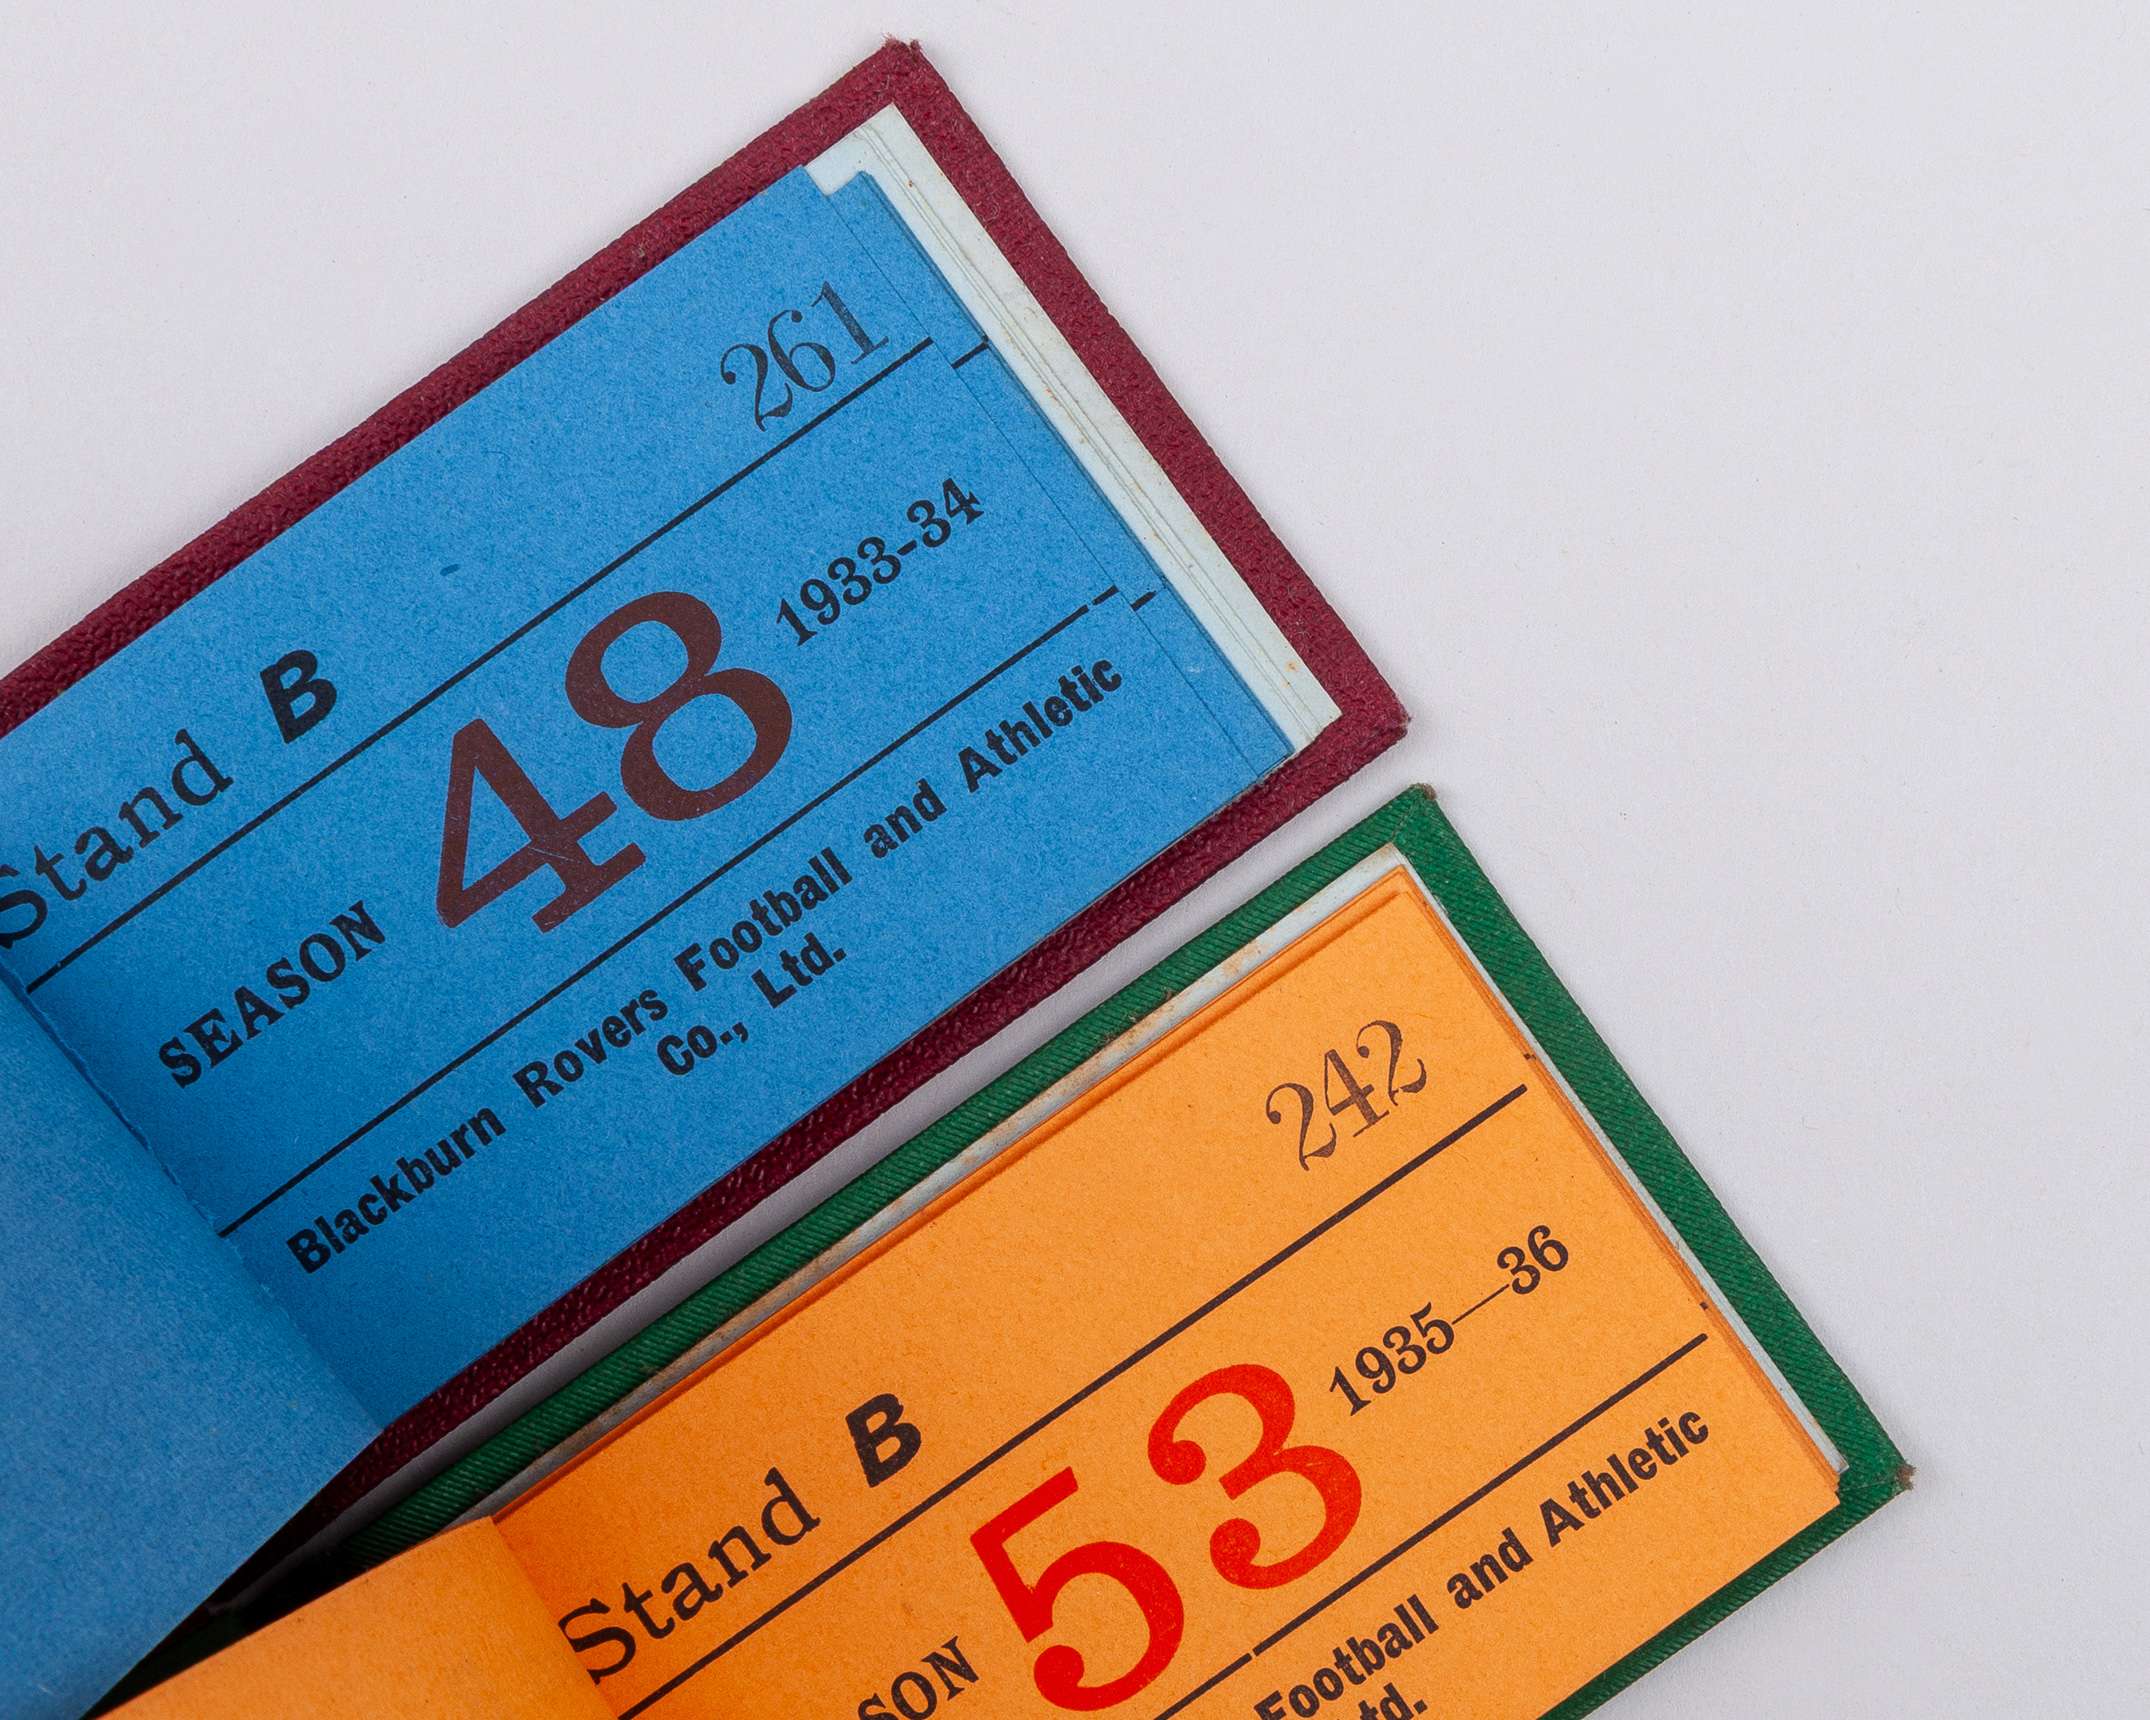 261
Stand B
SEASON 48 1933-34
Blackburn Rovers Football and Athletic
Co., Ltd.
242
Stand B
SON 53 1935—36
Football and Athletic
td.